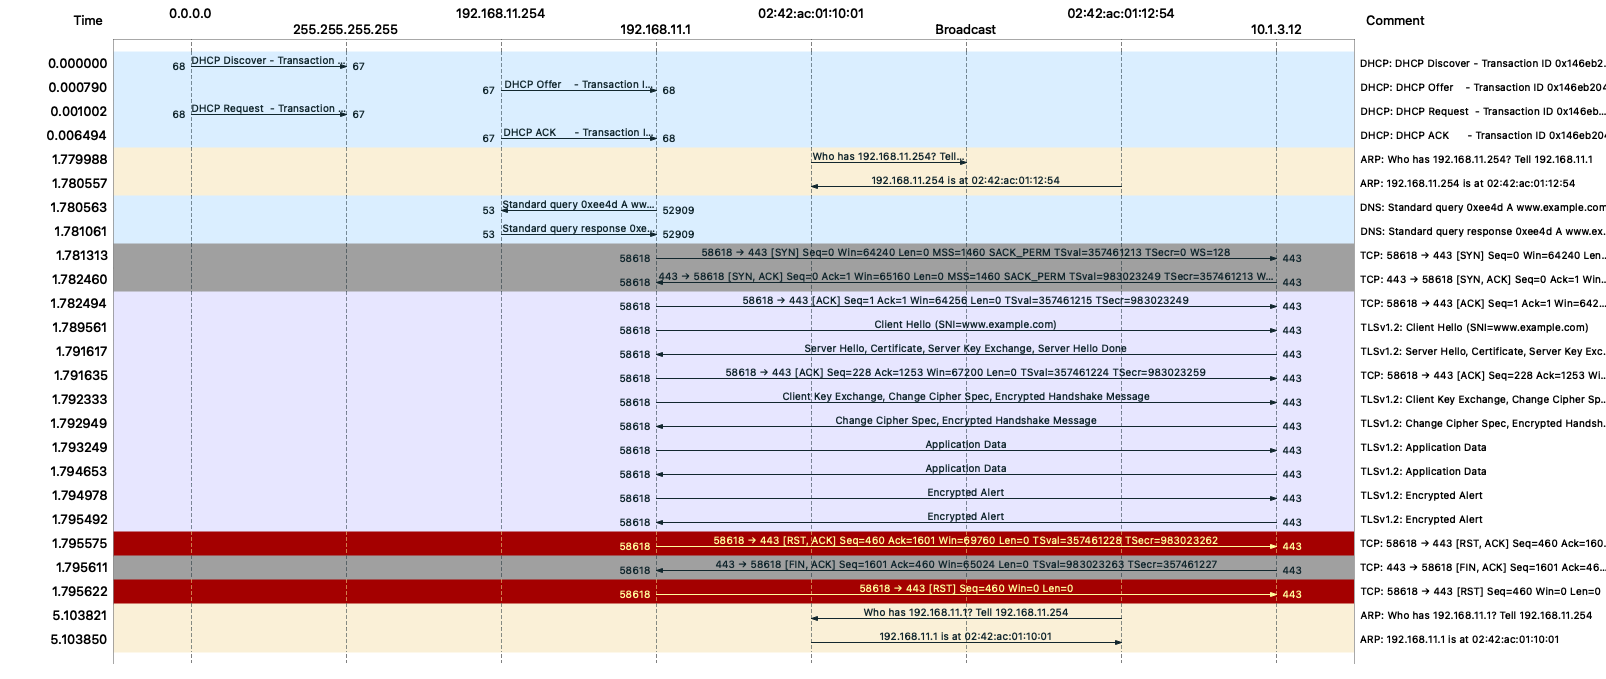 Time 0.0.0.0 255.255.255.255 192.168.11.254 192.168.11.1 02:42:ac:01:10:01 Broadcast 02:42:ac:01:12:54 10.1.3.12 Comment
0.000000 68 DHCP Discover - Transaction ... 67 DHCP: DHCP Discover - Transaction ID 0x146eb2...
0.000790 67 DHCP Offer - Transaction I... 68 DHCP: DHCP Offer - Transaction ID 0x146eb204
0.001002 68 DHCP Request - Transaction ... 67 DHCP: DHCP Request - Transaction ID 0x146eb...
0.006494 67 DHCP ACK - Transaction I... 68 DHCP: DHCP ACK - Transaction ID 0x146eb204
1.779988 Who has 192.168.11.254? Tell... ARP: Who has 192.168.11.254? Tell 192.168.11.1
1.780557 192.168.11.254 is at 02:42:ac:01:12:54 ARP: 192.168.11.254 is at 02:42:ac:01:12:54
1.780563 53 Standard query 0xee4d A ww... 52909 DNS: Standard query 0xee4d A www.example.com
1.781061 53 Standard query response 0xe... 52909 DNS: Standard query response 0xee4d A www.ex...
1.781313 58618 58618 → 443 [SYN] Seq=0 Win=64240 Len=0 MSS=1460 SACK_PERM TSval=357461213 TSecr=0 WS=128 443 TCP: 58618 → 443 [SYN] Seq=0 Win=64240 Len...
1.782460 58618 443 → 58618 [SYN, ACK] Seq=0 Ack=1 Win=65160 Len=0 MSS=1460 SACK_PERM TSval=983023249 TSecr=357461213 W... 443 TCP: 443 → 58618 [SYN, ACK] Seq=0 Ack=1 Win...
1.782494 58618 58618 → 443 [ACK] Seq=1 Ack=1 Win=64256 Len=0 TSval=357461215 TSecr=983023249 443 TCP: 58618 → 443 [ACK] Seq=1 Ack=1 Win=642...
1.789561 58618 Client Hello (SNI=www.example.com) 443 TLSv1.2: Client Hello (SNI=www.example.com)
1.791617 58618 Server Hello, Certificate, Server Key Exchange, Server Hello Done 443 TLSv1.2: Server Hello, Certificate, Server Key Exc...
1.791635 58618 58618 → 443 [ACK] Seq=228 Ack=1253 Win=67200 Len=0 TSval=357461224 TSecr=983023259 443 TCP: 58618 → 443 [ACK] Seq=228 Ack=1253 Wi...
1.792333 58618 Client Key Exchange, Change Cipher Spec, Encrypted Handshake Message 443 TLSv1.2: Client Key Exchange, Change Cipher Sp...
1.792949 58618 Change Cipher Spec, Encrypted Handshake Message 443 TLSv1.2: Change Cipher Spec, Encrypted Handsh...
1.793249 58618 Application Data 443 TLSv1.2: Application Data
1.794653 58618 Application Data 443 TLSv1.2: Application Data
1.794978 58618 Encrypted Alert 443 TLSv1.2: Encrypted Alert
1.795492 58618 Encrypted Alert 443 TLSv1.2: Encrypted Alert
1.795575 58618 58618 → 443 [RST, ACK] Seq=460 Ack=1601 Win=69760 Len=0 TSval=357461228 TSecr=983023262 443 TCP: 58618 → 443 [RST, ACK] Seq=460 Ack=160...
1.795611 58618 443 → 58618 [FIN, ACK] Seq=1601 Ack=460 Win=65024 Len=0 TSval=983023263 TSecr=357461227 443 TCP: 443 → 58618 [FIN, ACK] Seq=1601 Ack=46...
1.795622 58618 58618 → 443 [RST] Seq=460 Win=0 Len=0 443 TCP: 58618 → 443 [RST] Seq=460 Win=0 Len=0
5.103821 Who has 192.168.11.1? Tell 192.168.11.254 ARP: Who has 192.168.11.1? Tell 192.168.11.254
5.103850 192.168.11.1 is at 02:42:ac:01:10:01 ARP: 192.168.11.1 is at 02:42:ac:01:10:01